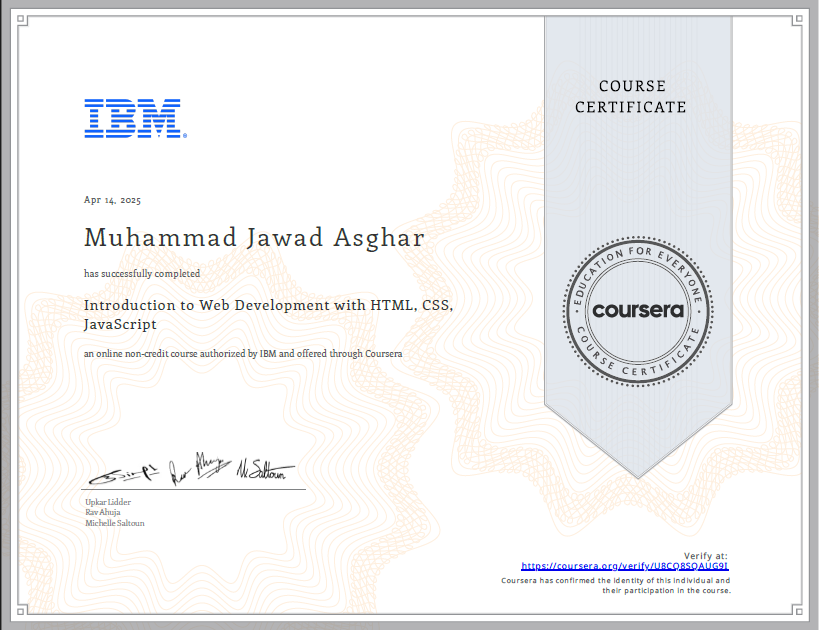 COURSE
CERTIFICATE
IBM®
Apr 14, 2025
Muhammad Jawad Asghar
has successfully completed
Introduction to Web Development with HTML, CSS,
JavaScript
an online non-credit course authorized by IBM and offered through Coursera
EDUCATION FOR EVERYONE
coursera
COURSE CERTIFICATE
Upkar Lidder
Rav Ahuja
Michelle Saltoun
Verify at:
https://coursera.org/verify/U8CQ8SQAUG9I
Coursera has confirmed the identity of this individual and
their participation in the course.